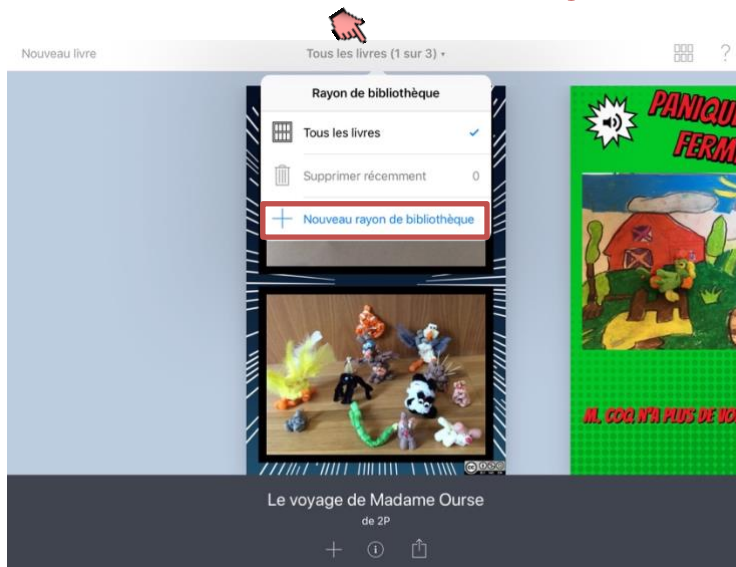 Nouveau livre
Tous les livres (1 sur 3) ▾
?
Rayon de bibliothèque
Tous les livres
Supprimer récemment 0
Nouveau rayon de bibliothèque
PANIQUE
FERM
M. COQ N'A PLUS DE VO
Le voyage de Madame Ourse
de 2P